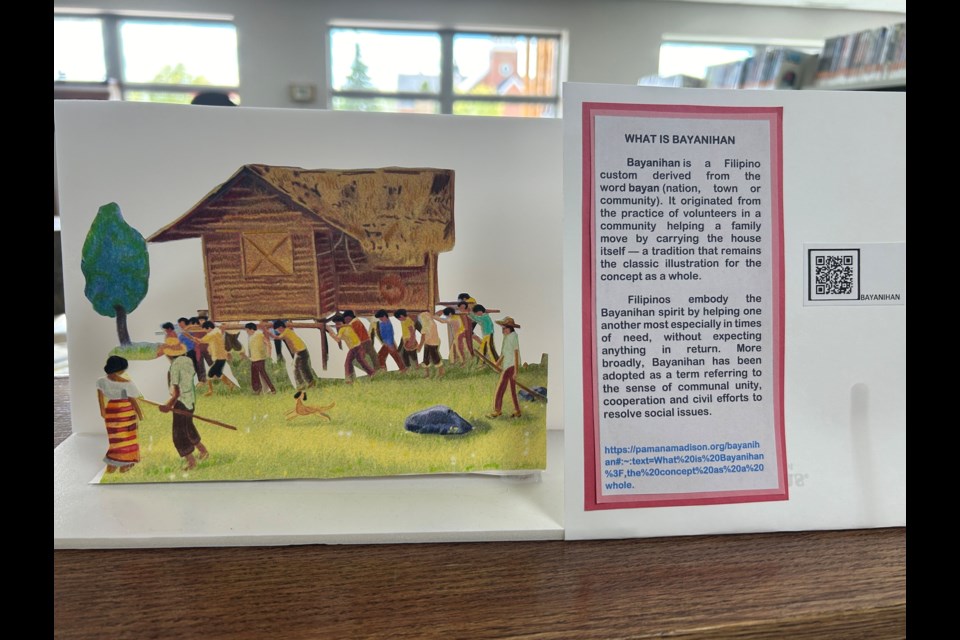 WHAT IS BAYANIHAN
Bayanihan is a Filipino
custom derived from the
word bayan (nation, town or
community). It originated from
the practice of volunteers in a
community helping a family
move by carrying the house
itself — a tradition that remains
the classic illustration for the
concept as a whole.
Filipinos embody the
Bayanihan spirit by helping one
another most especially in times
of need, without expecting
anything in return. More
broadly, Bayanihan has been
adopted as a term referring to
the sense of communal unity,
cooperation and civil efforts to
resolve social issues.
https://pamanamadison.org/bayanih
an#:~:text=What%20is%20Bayanihan
%3F,the%20concept%20as%20a%20
whole.
BAYANIHAN